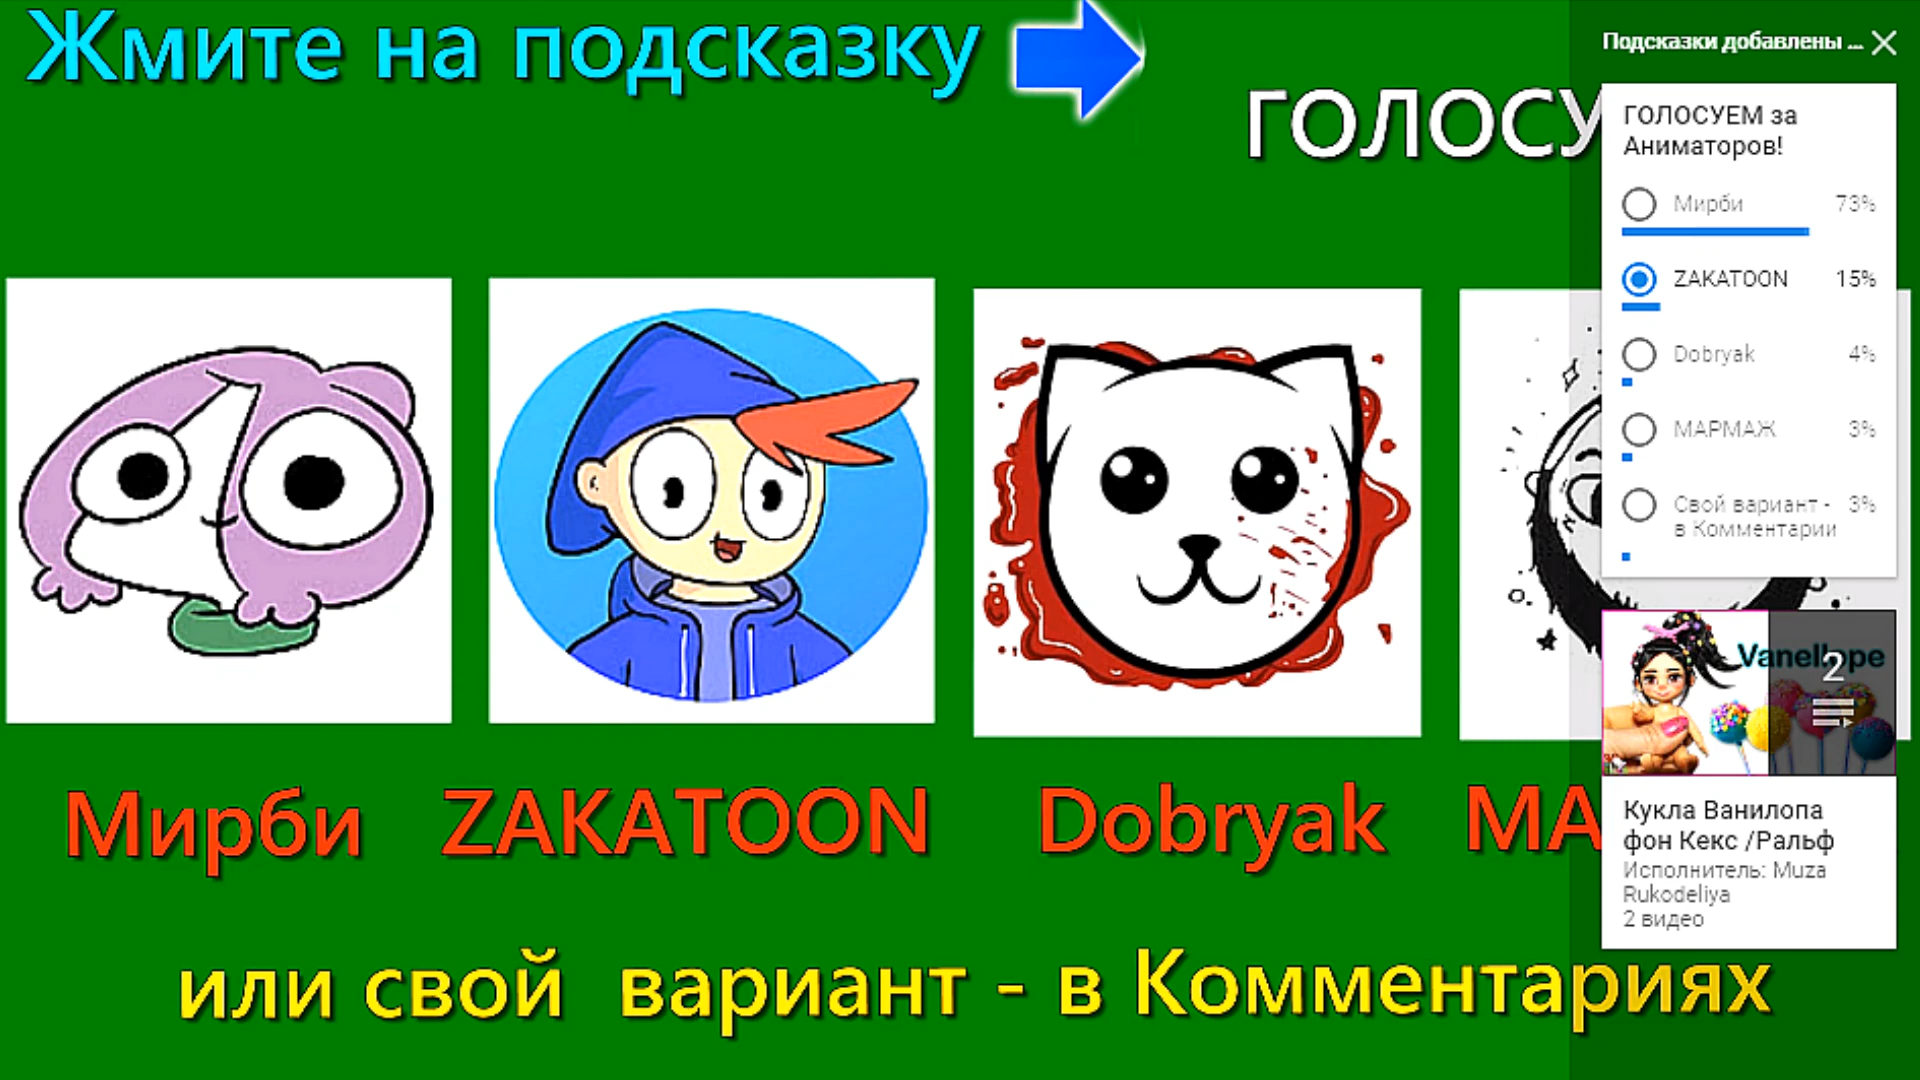 Жмите на подсказку
ГОЛОСУ
Мирби ZAKATOON Dobryak МА
или свой вариант - в Комментариях
Подсказки добавлены ...
ГОЛОСУЕМ за
Аниматоров!
Мирби 73%
ZAKATOON 15%
Dobryak 4%
МАРМАЖ 3%
Свой вариант - 3%
в Комментарии
Vanellope
2
Кукла Ванилопа
фон Кекс /Ральф
Исполнитель: Muza
Rukodeliya
2 видео